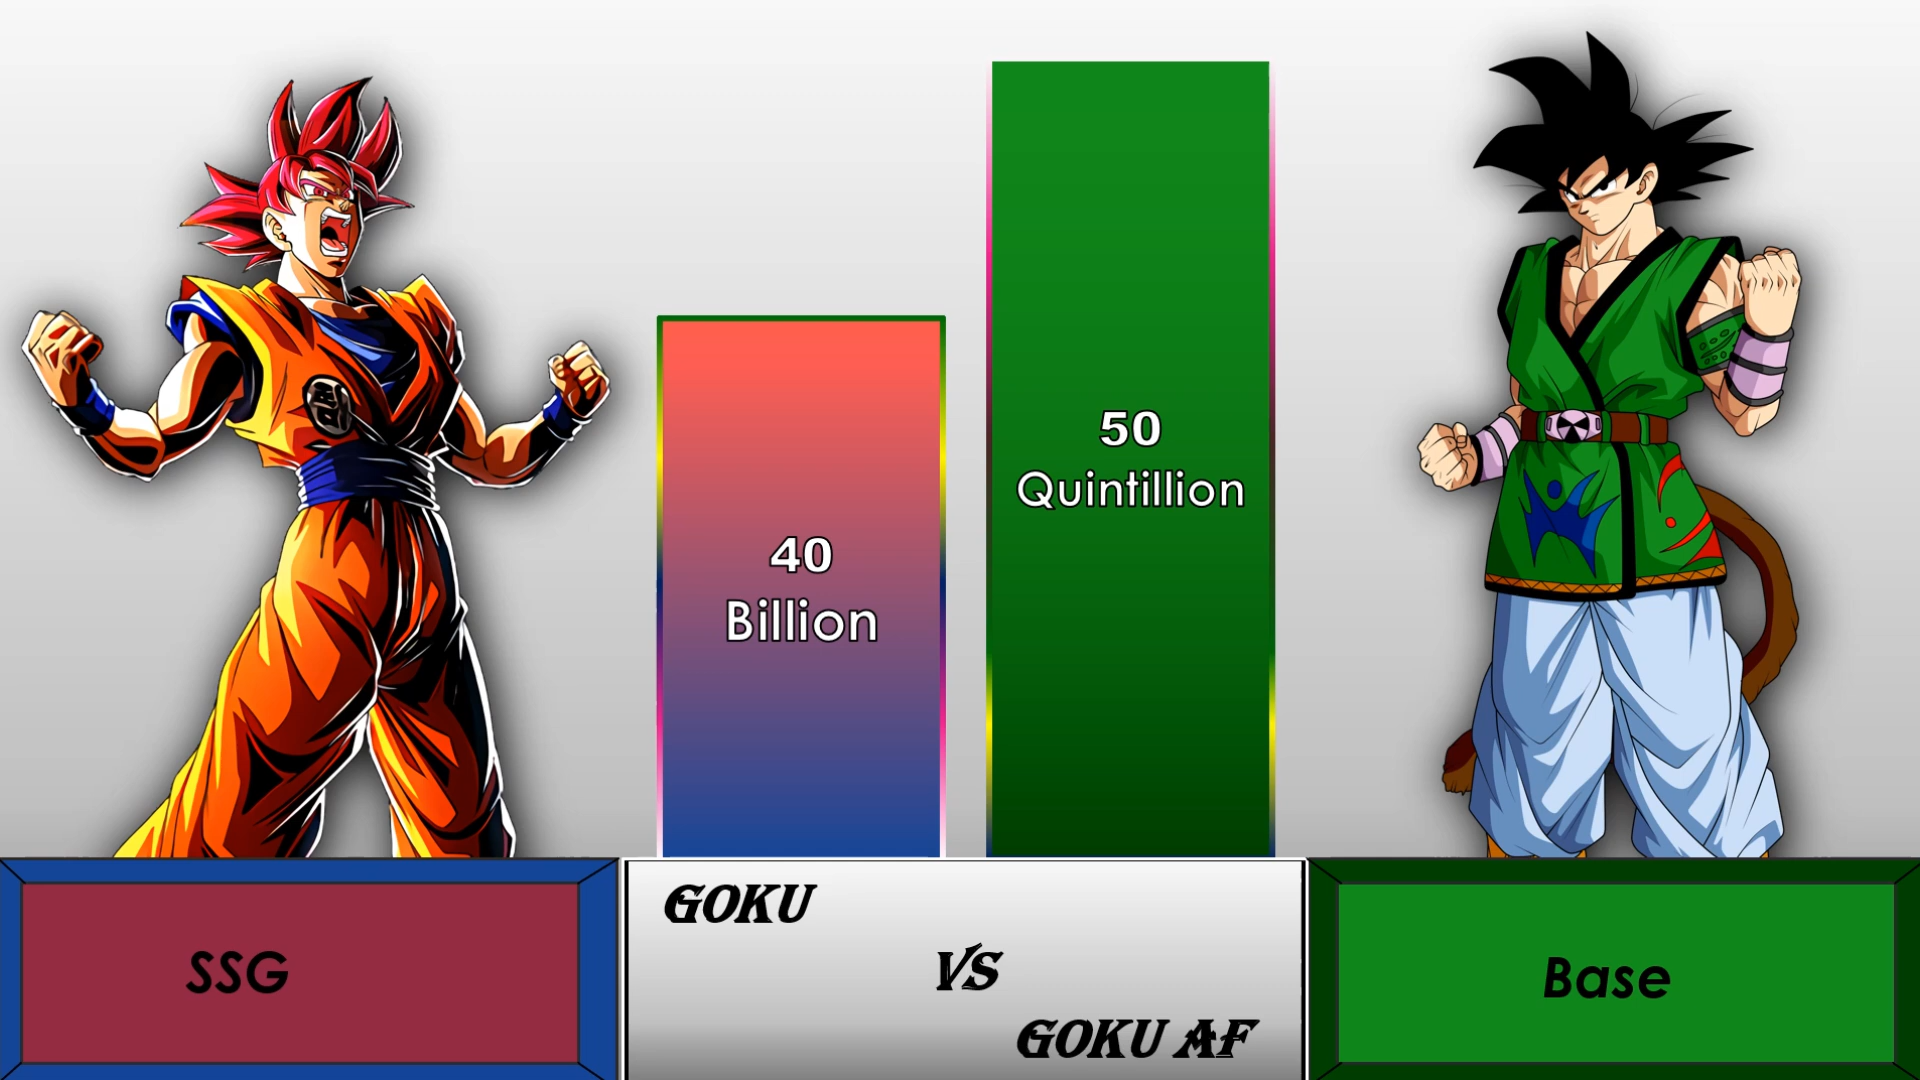 40
Billion
50
Quintillion
GOKU
VS
GOKU AF
SSG
Base